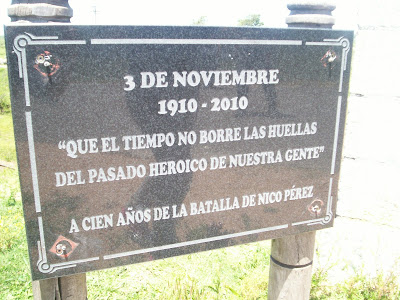 3 DE NOVIEMBRE
1910 - 2010
"QUE EL TIEMPO NO BORRE LAS HUELLAS
DEL PASADO HEROICO DE NUESTRA GENTE"
A CIEN AÑOS DE LA BATALLA DE NICO PÉREZ